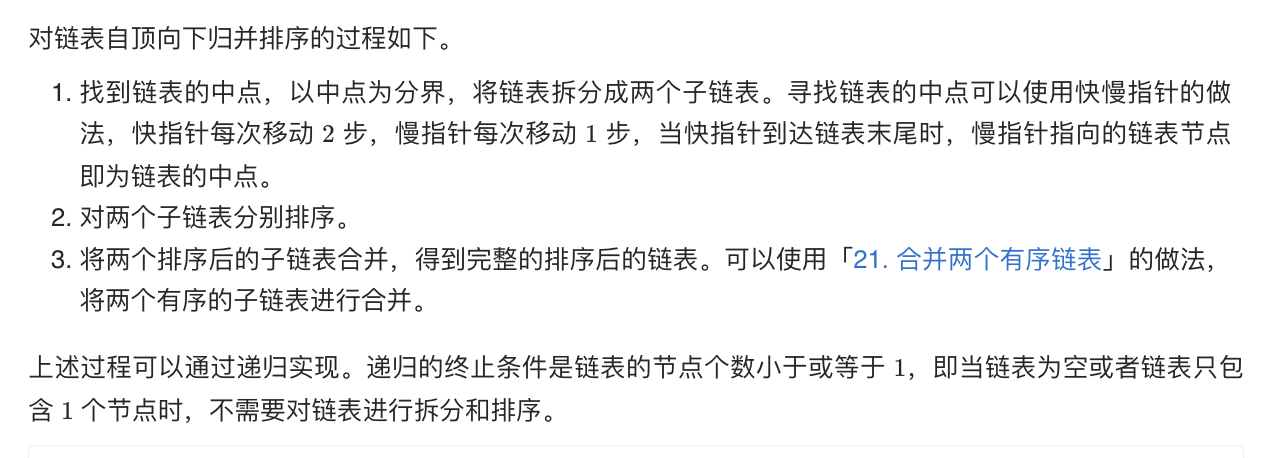 对链表自顶向下归并排序的过程如下。
1. 找到链表的中点，以中点为分界，将链表拆分成两个子链表。寻找链表的中点可以使用快慢指针的做
法，快指针每次移动 2 步，慢指针每次移动 1 步，当快指针到达链表末尾时，慢指针指向的链表节点
即为链表的中点。
2. 对两个子链表分别排序。
3. 将两个排序后的子链表合并，得到完整的排序后的链表。可以使用「21. 合并两个有序链表」的做法，
将两个有序的子链表进行合并。
上述过程可以通过递归实现。递归的终止条件是链表的节点个数小于或等于 1，即当链表为空或者链表只包
含 1 个节点时，不需要对链表进行拆分和排序。